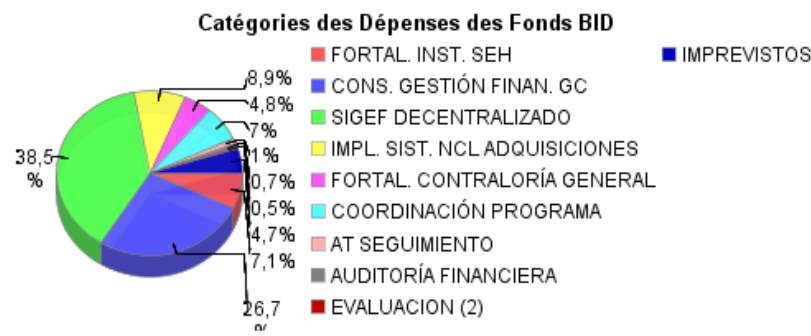 Catégories des Dépenses des Fonds BID
FORTAL. INST. SEH
IMPREVISTOS
CONS. GESTIÓN FINAN. GC
SIGEF DECENTRALIZADO
IMPL. SIST. NCL ADQUISICIONES
FORTAL. CONTRALORÍA GENERAL
COORDINACIÓN PROGRAMA
AT SEGUIMIENTO
AUDITORÍA FINANCIERA
EVALUACION (2)
8,9%
4,8%
7%
1%
0,7%
0,5%
4,7%
7,1%
26,7
%
38,5
%